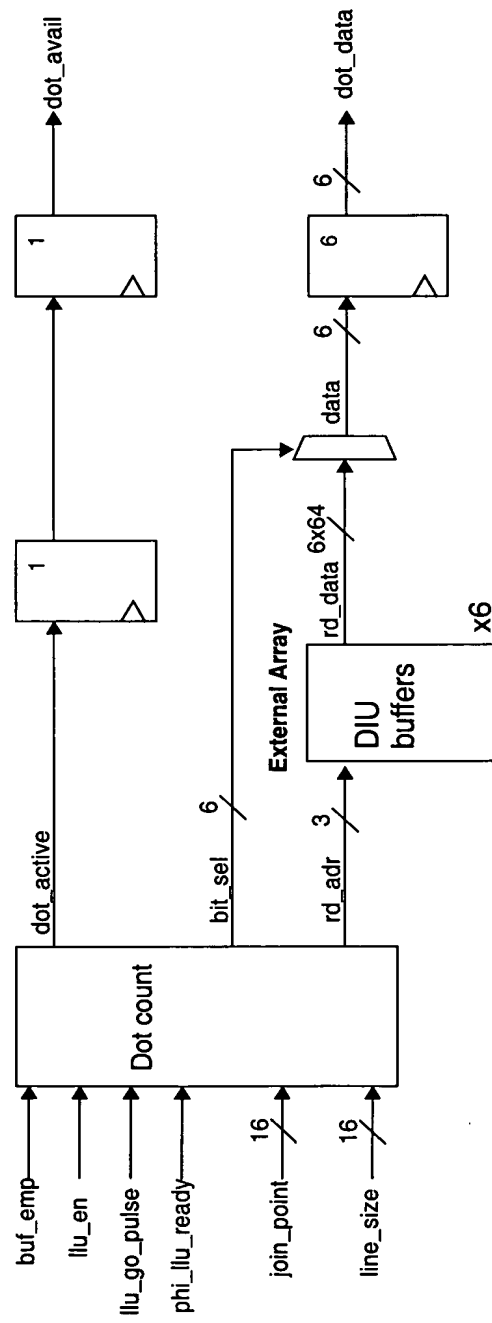 buf_emp
llu_en
llu_go_pulse
phi_llu_ready
join_point
16
line_size
16
Dot count
dot_active
1
1
dot_avail
bit_sel
6
rd_adr
3
External Array
DIU
buffers
x6
rd_data
6x64
data
6
6
6
dot_data